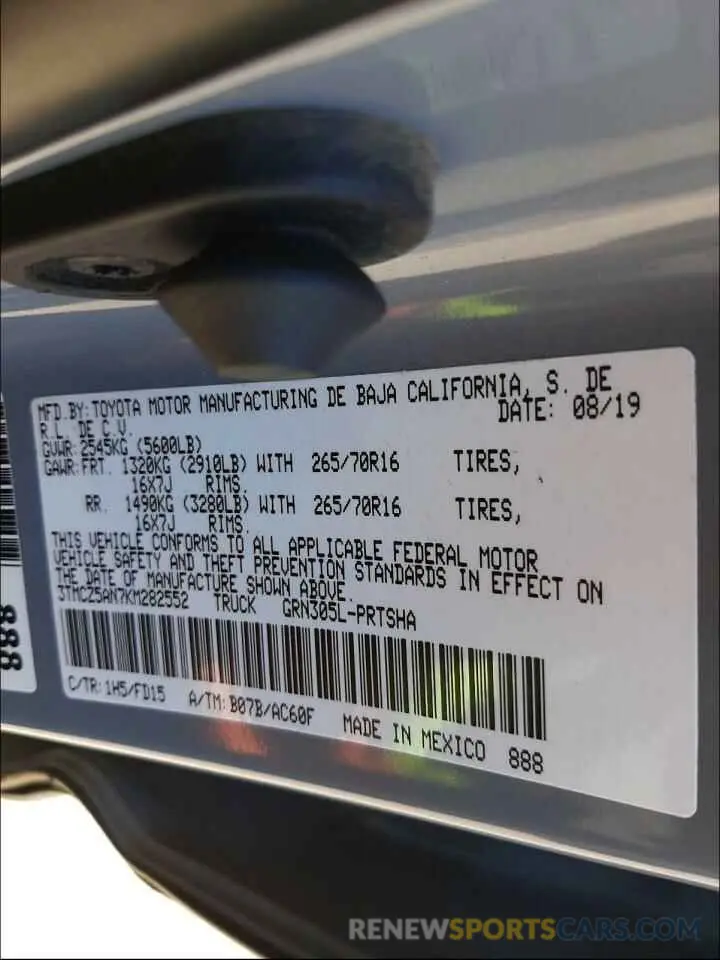 MFD.BY:TOYOTA MOTOR MANUFACTURING DE BAJA CALIFORNIA, S. DE
R.L. DE C.V. DATE: 08/19
GVWR:2545KG (5600LB)
GAWR:FRT. 1320KG (2910LB) WITH 265/70R16 TIRES,
16X7J RIMS.
RR. 1490KG (3280LB) WITH 265/70R16 TIRES,
16X7J RIMS.
THIS VEHICLE CONFORMS TO ALL APPLICABLE FEDERAL MOTOR
VEHICLE SAFETY AND THEFT PREVENTION STANDARDS IN EFFECT ON
THE DATE OF MANUFACTURE SHOWN ABOVE.
3TMCZ5AN7KM282552 TRUCK GRN305L-PRTSHA
C/TR:1H5/FD15 A/TM:B07B/AC60F MADE IN MEXICO 888
888
RENEWSPORTSCARS.COM